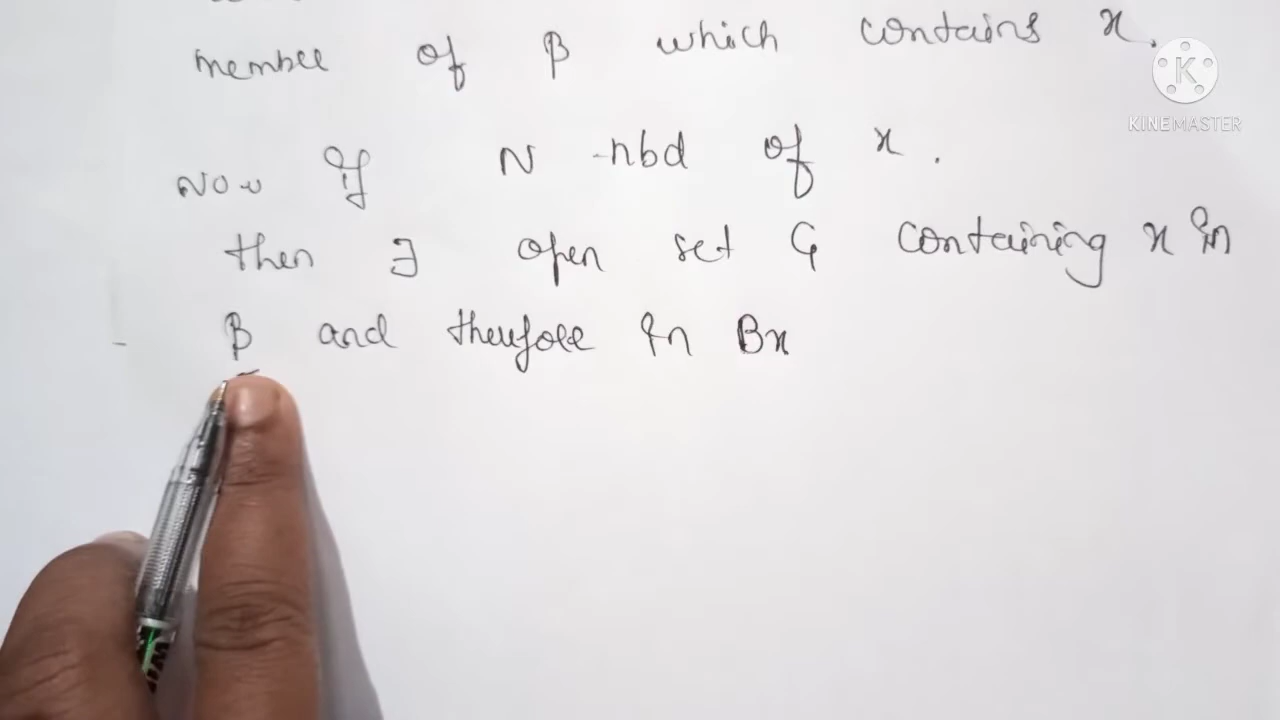 member of β which contains x.
Now If N -nbd of x.
then ∃ open set G containing x in
β and therefore in Bx
K
KINEMASTER